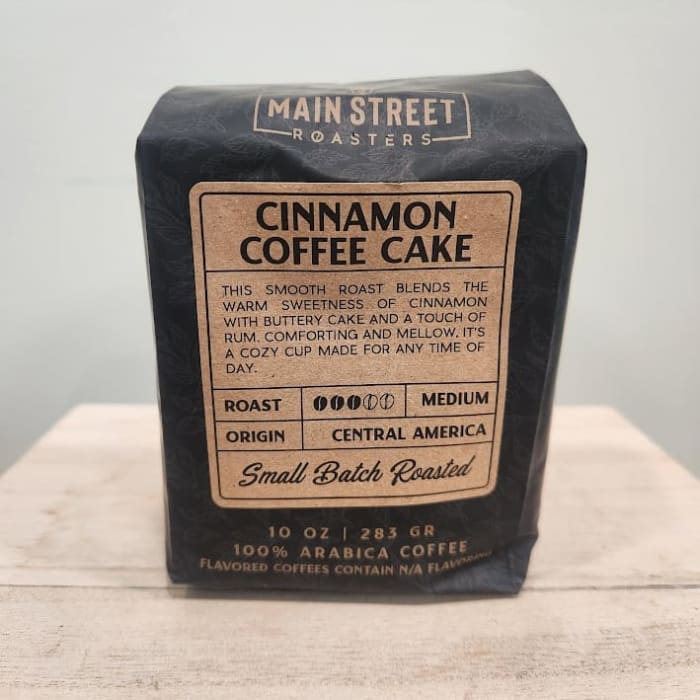 MAIN STREET
ROASTERS
CINNAMON
COFFEE CAKE
THIS SMOOTH ROAST BLENDS THE
WARM SWEETNESS OF CINNAMON
WITH BUTTERY CAKE AND A TOUCH OF
RUM. COMFORTING AND MELLOW, IT'S
A COZY CUP MADE FOR ANY TIME OF
DAY.
ROAST MEDIUM
ORIGIN CENTRAL AMERICA
Small Batch Roasted
10 OZ | 283 GR
100% ARABICA COFFEE
FLAVORED COFFEES CONTAIN N/A FLAVORING